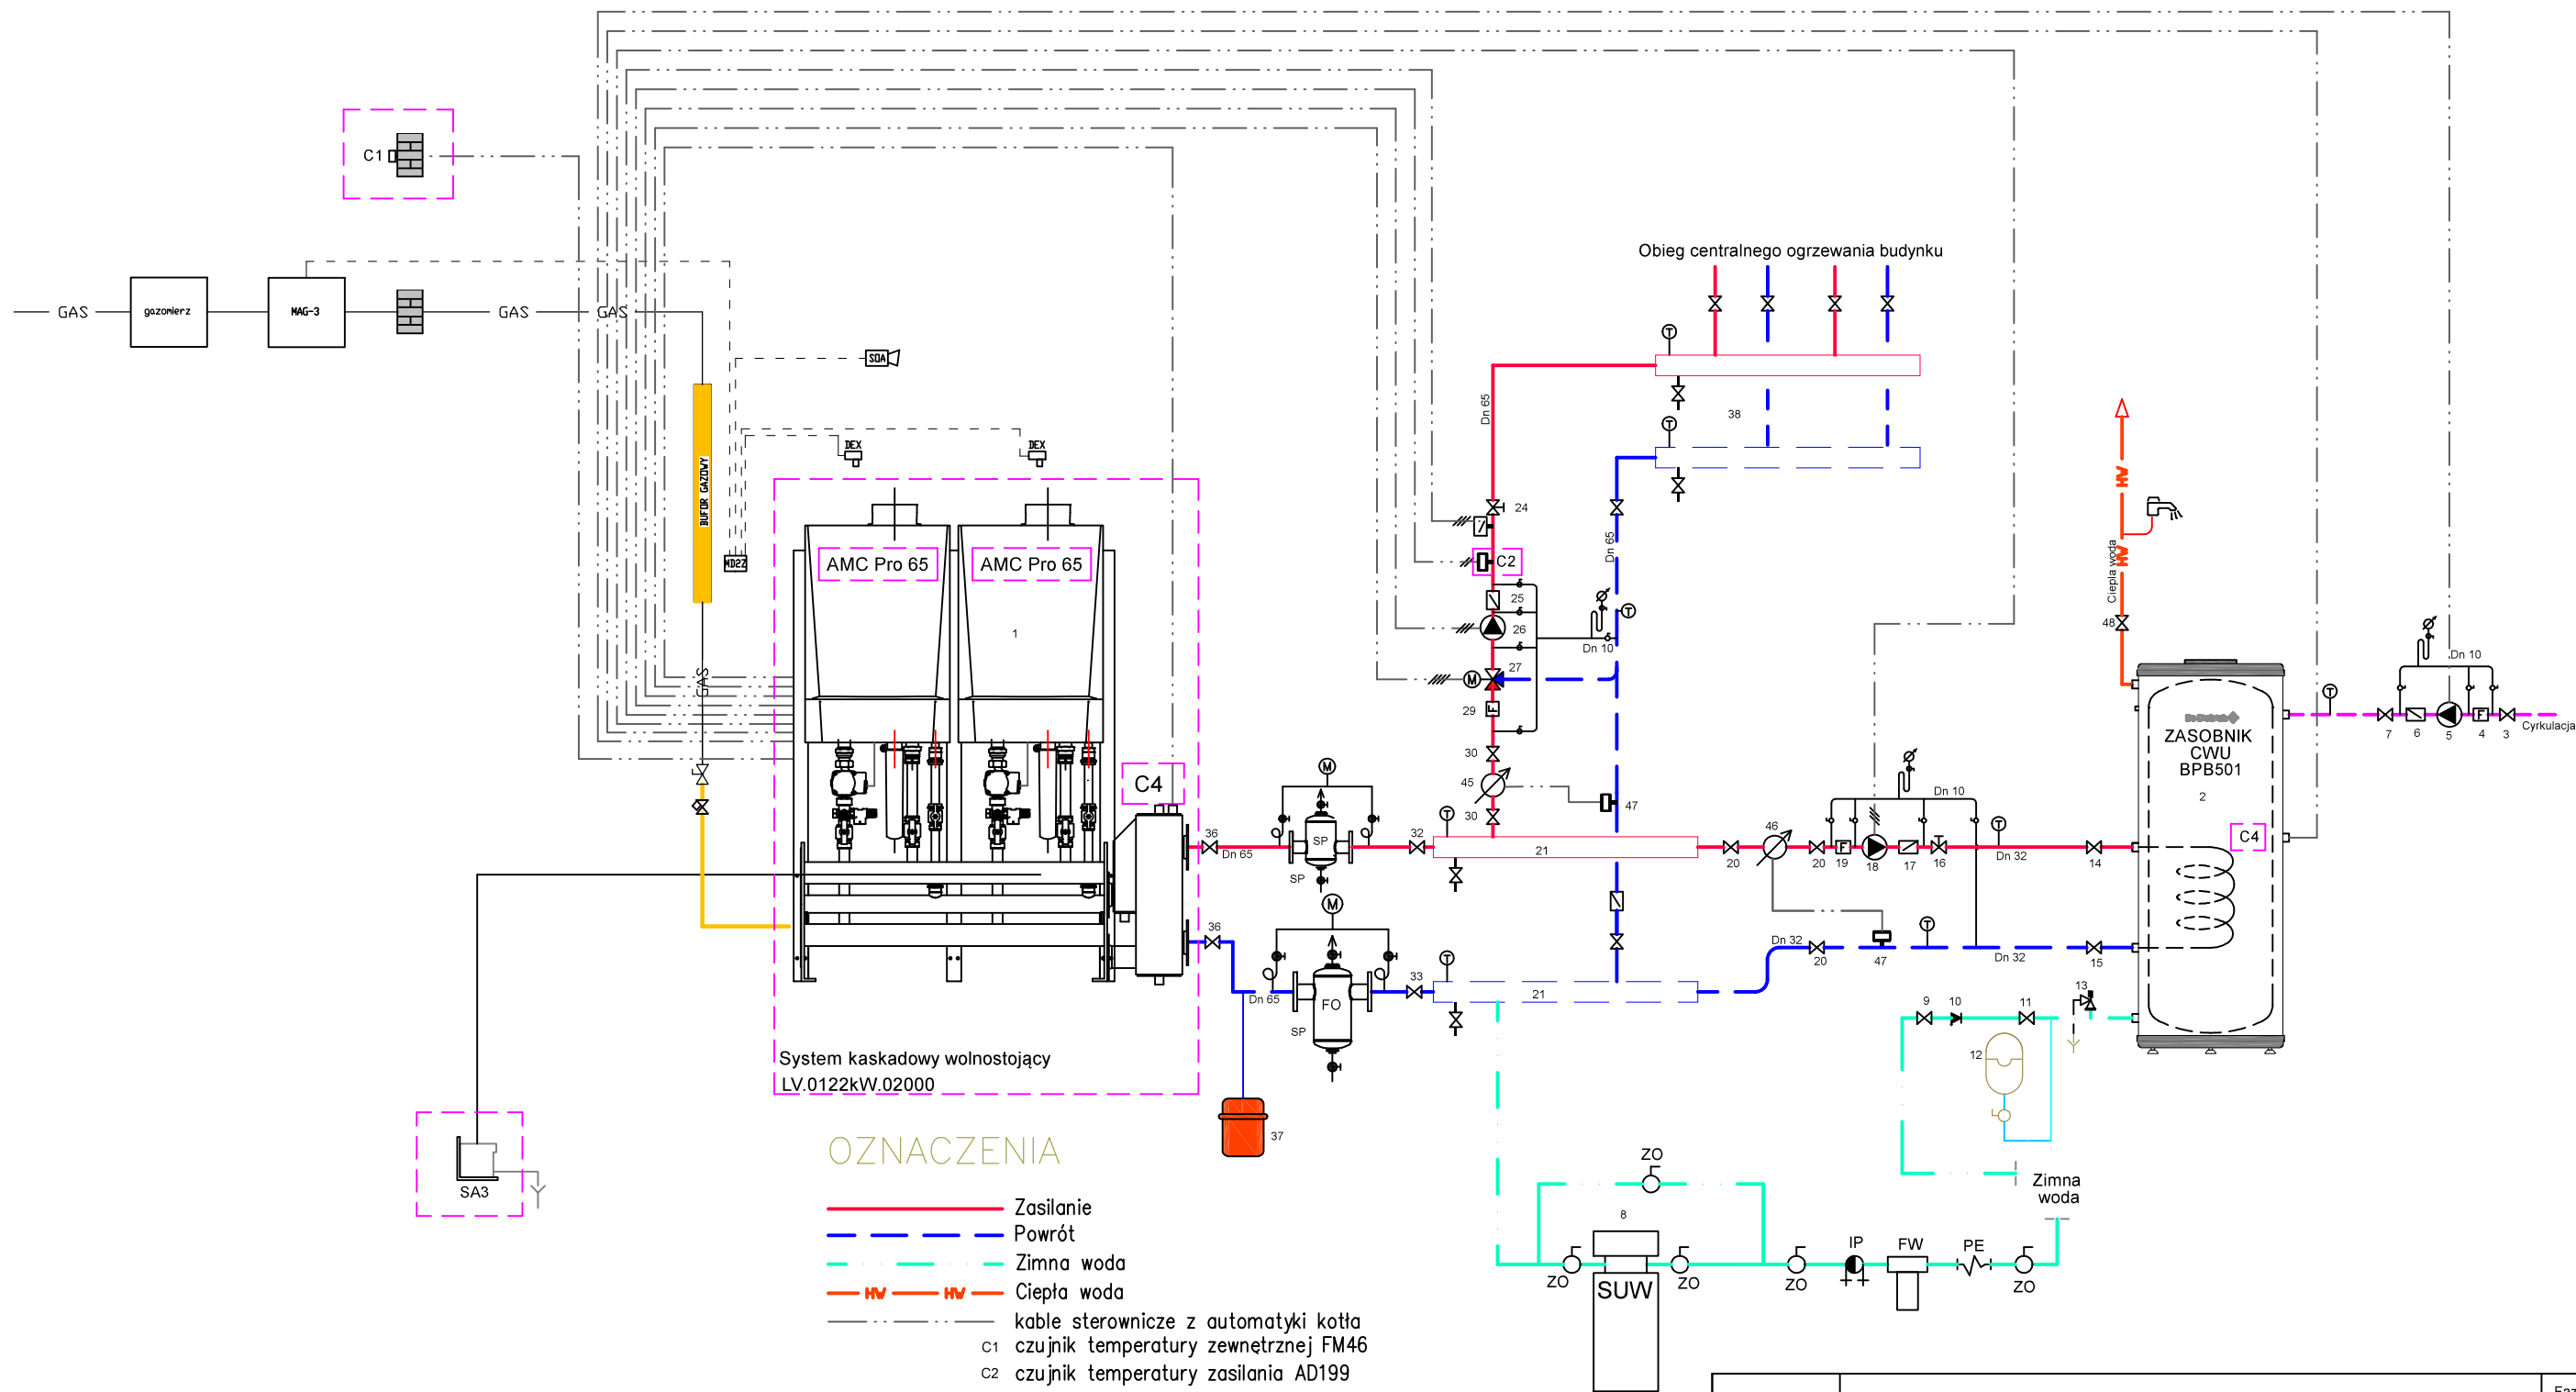 C1
GAS
gazomierz
MAG-3
GAS
GAS
SOA
DEX
DEX
BUFOR GAZOWY
MD2Z
GAS
AMC Pro 65
AMC Pro 65
1
C4
System kaskadowy wolnostojący
LV.0122kW.02000
SA3
Obieg centralnego ogrzewania budynku
T
T
38
Dn 65
Dn 65
24
C2
25
26
T
Dn 10
27
M
29
F
30
45
30
47
M
36
Dn 65
SP
SP
32
T
21
36
M
Dn 65
FO
SP
33
T
21
37
20
46
20
19
F
18
17
16
Dn 10
T
Dn 32
14
Dn 32
20
47
T
Dn 32
15
HW
HW
Ciepła woda
48
ZASOBNIK
CWU
BPB501
2
C4
T
Dn 10
7
6
5
4
F
3
Cyrkulacja
9
10
11
12
13
Zimna
woda
ZO
8
ZO
SUW
ZO
ZO
IP
FW
PE
ZO
OZNACZENIA
Zasilanie
Powrót
Zimna woda
HW HW Ciepła woda
kable sterownicze z automatyki kotła
C1 czujnik temperatury zewnętrznej FM46
C2 czujnik temperatury zasilania AD199